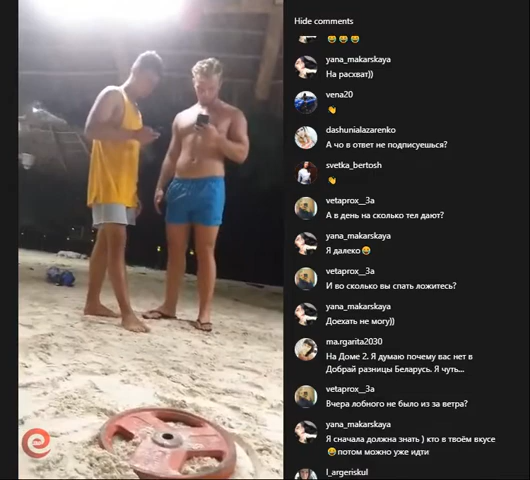 Hide comments
😂 😂 😂
yana_makarskaya
На расхват))
vena20
👋
dashunialazarenko
А чо в ответ не подписуешься?
svetka_bertosh
👋
vetaprox__3a
А в день на сколько тел дают?
yana_makarskaya
Я далеко😂
vetaprox__3a
И во сколько вы спать ложитесь?
yana_makarskaya
Доехать не могу))
ma.rgarita2030
На Доме 2. Я думаю почему вас нет в
Добрай разницы Беларусь. Я чуть...
vetaprox__3a
Вчера лобного не было из за ветра?
yana_makarskaya
Я сначала должна знать ) кто в твоём вкусе
😂потом можно уже идти
l_argeriskul